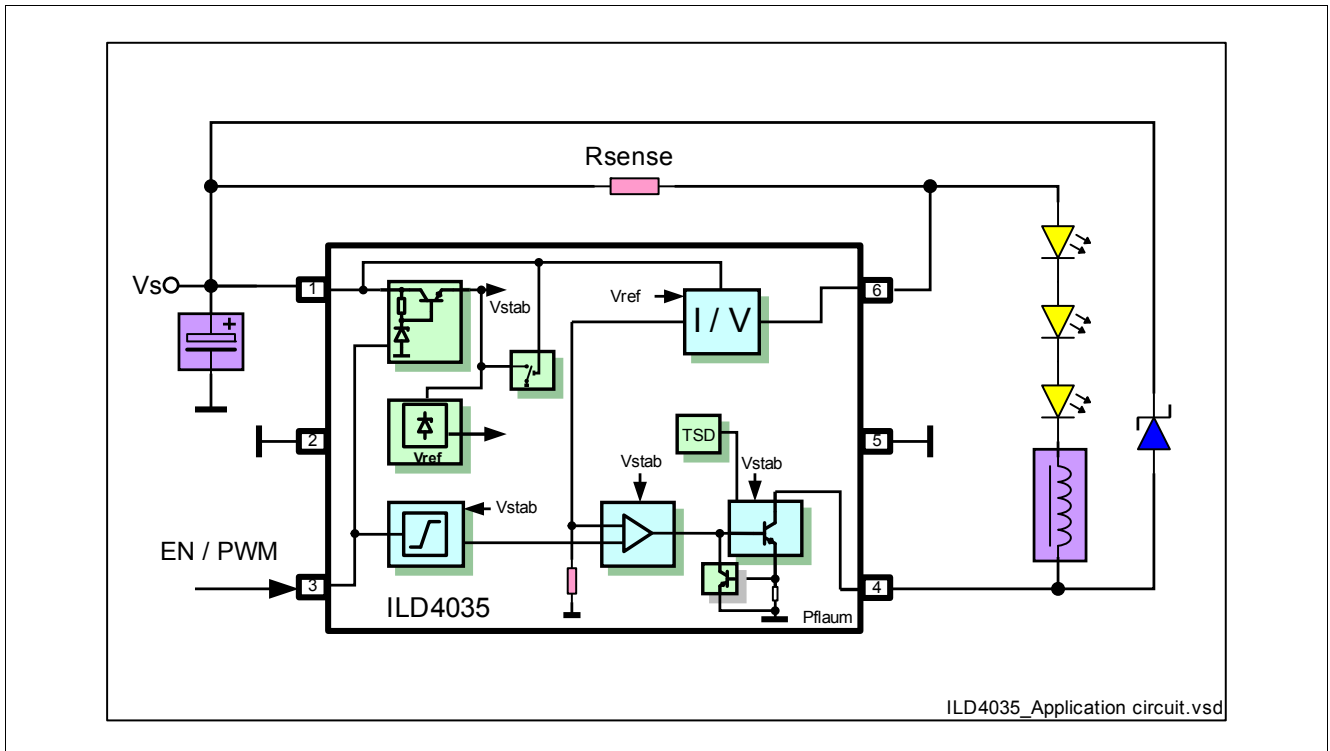 Rsense
Vs
+
1
Vstab
Vref
I / V
6
2
Vref
TSD
5
Vstab
Vstab
Vstab
EN / PWM
3
ILD4035
4
Pflaum
ILD4035_Application circuit.vsd